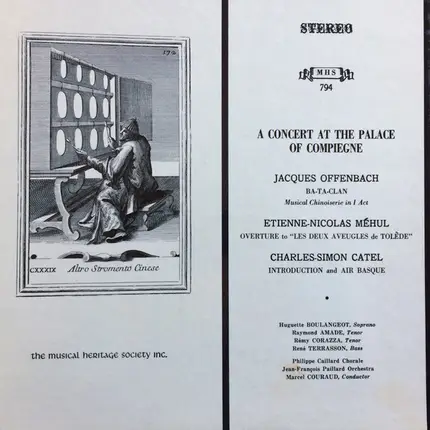 170
CXXXIX Altro Stromento Cinese
the musical heritage society inc.
STEREO
MHS
794
A CONCERT AT THE PALACE
OF COMPIEGNE
JACQUES OFFENBACH
BA-TA-CLAN
Musical Chinoiserie in I Act
ETIENNE-NICOLAS MÉHUL
OVERTURE to "LES DEUX AVEUGLES de TOLÈDE"
CHARLES-SIMON CATEL
INTRODUCTION and AIR BASQUE
Huguette BOULANGEOT, Soprano
Raymond AMADE, Tenor
Rémy CORAZZA, Tenor
René TERRASSON, Bass
Philippe Caillard Chorale
Jean-François Paillard Orchestra
Marcel COURAUD, Conductor